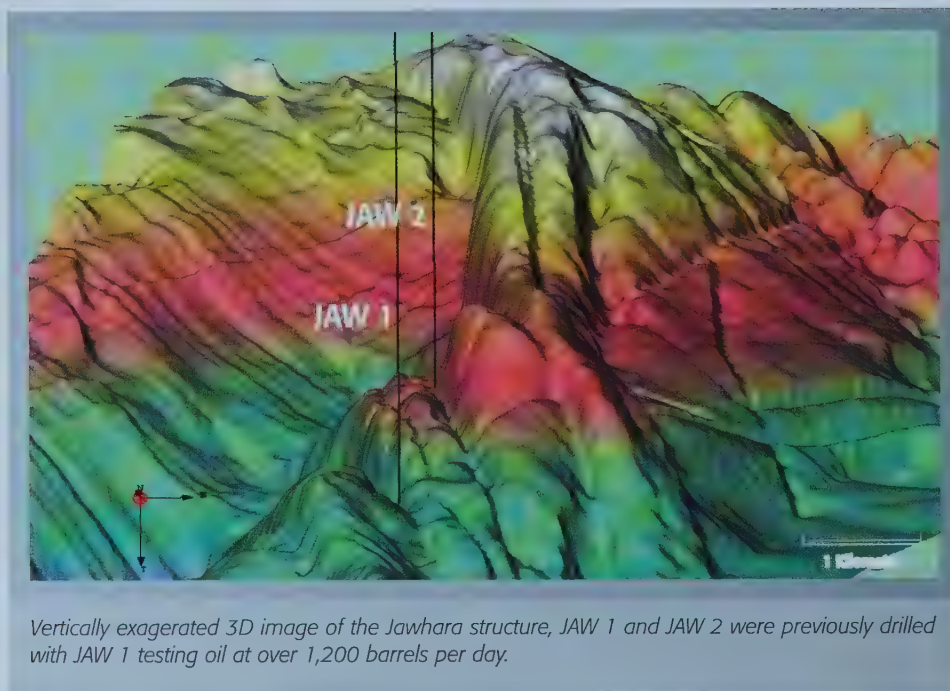 JAW 2
JAW 1
Vertically exagerated 3D image of the Jawhara structure, JAW 1 and JAW 2 were previously drilled
with JAW 1 testing oil at over 1,200 barrels per day.